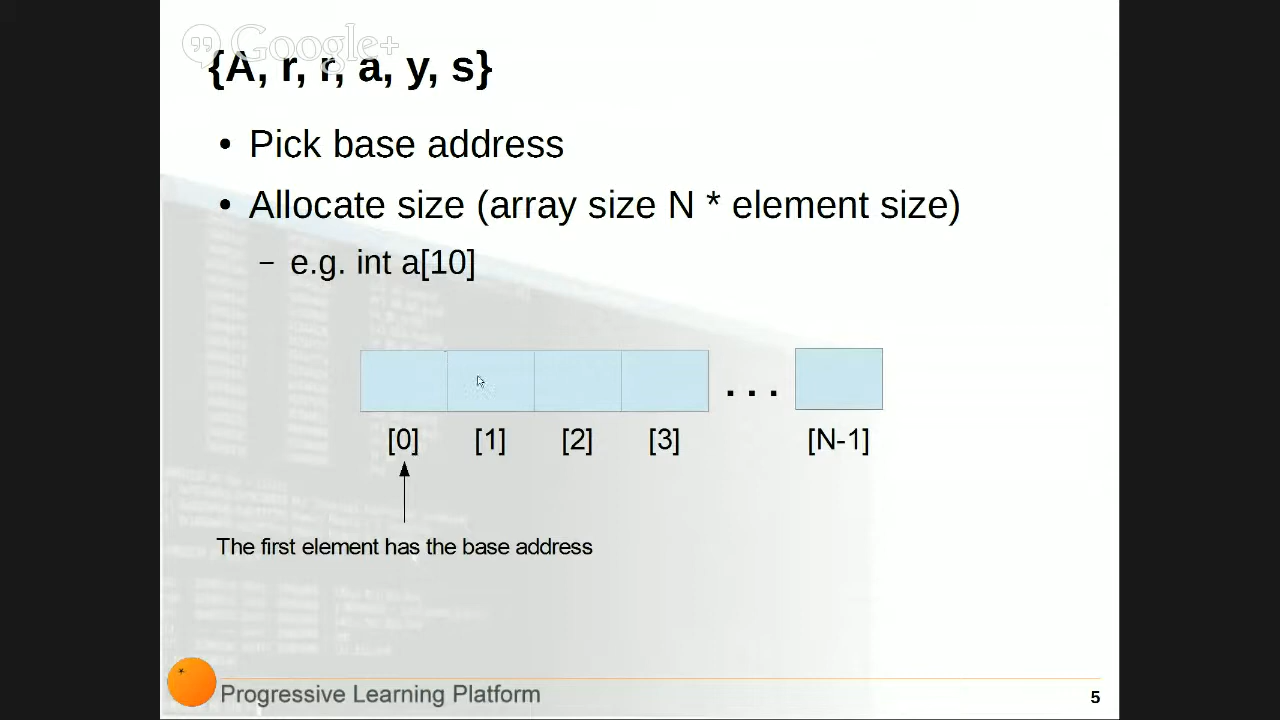 Google+
{A, r, r, a, y, s}
• Pick base address
• Allocate size (array size N * element size)
– e.g. int a[10]
. . .
[0] [1] [2] [3] [N-1]
The first element has the base address
Progressive Learning Platform
5